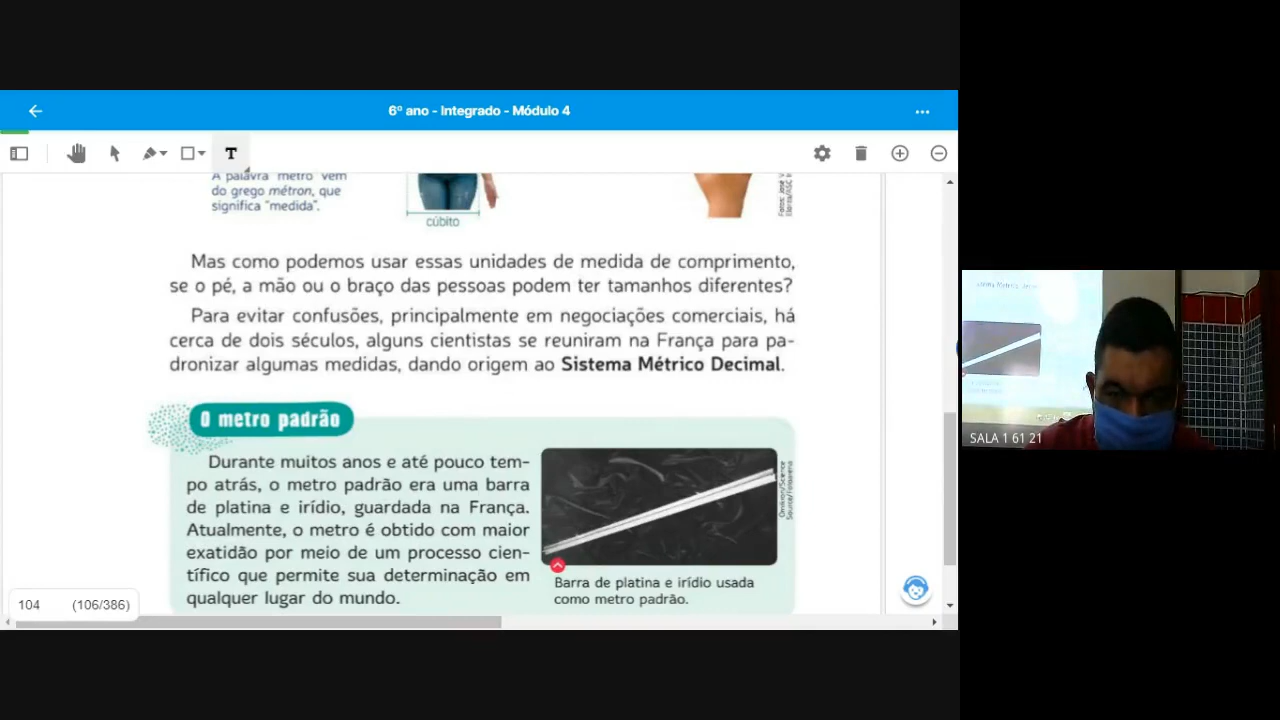 6º ano - Integrado - Módulo 4
T
A palavra "metro" vem
do grego métron, que
significa "medida".
cúbito
Mas como podemos usar essas unidades de medida de comprimento,
se o pé, a mão ou o braço das pessoas podem ter tamanhos diferentes?
Para evitar confusões, principalmente em negociações comerciais, há
cerca de dois séculos, alguns cientistas se reuniram na França para pa-
dronizar algumas medidas, dando origem ao Sistema Métrico Decimal.
O metro padrão
Durante muitos anos e até pouco tem-
po atrás, o metro padrão era uma barra
de platina e irídio, guardada na França.
Atualmente, o metro é obtido com maior
exatidão por meio de um processo cien-
tífico que permite sua determinação em
qualquer lugar do mundo.
Omikron/Science
Source/Fotoarena
Barra de platina e irídio usada
como metro padrão.
104 (106/386)
SALA 1 61 21